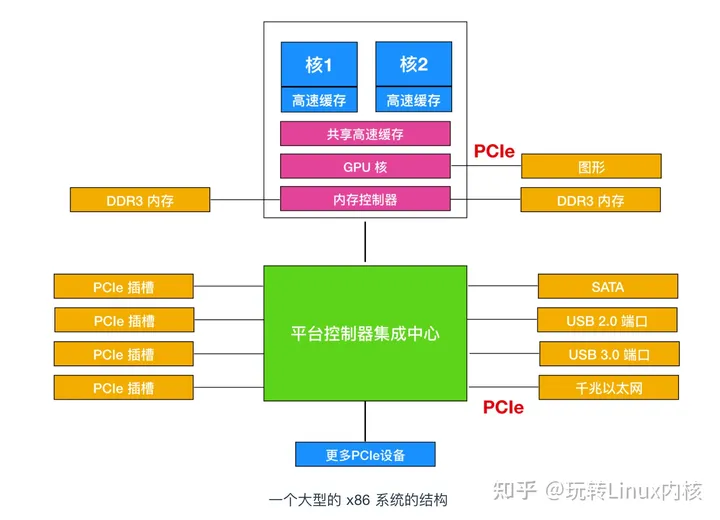 核1
核2
高速缓存
高速缓存
共享高速缓存
PCIe
GPU 核
图形
DDR3 内存
内存控制器
DDR3 内存
PCIe 插槽
SATA
PCIe 插槽
USB 2.0 端口
平台控制器集成中心
PCIe 插槽
USB 3.0 端口
PCIe 插槽
千兆以太网
PCIe
更多PCIe设备
一个大型的 x86 系统的结构
知乎 @玩转Linux内核